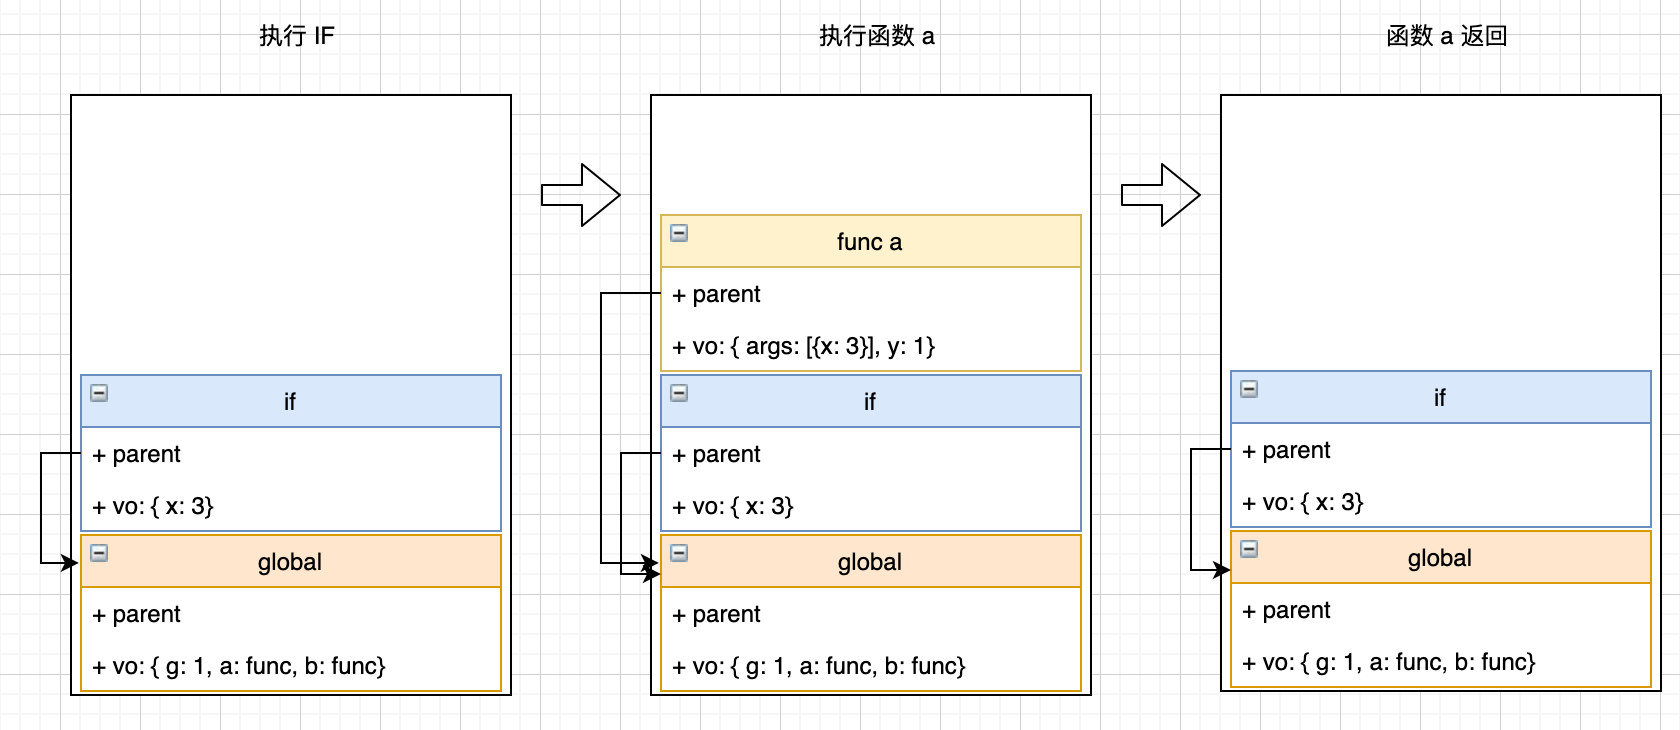 执行 IF
执行函数 a
函数 a 返回
if
+ parent
+ vo: { x: 3}
global
+ parent
+ vo: { g: 1, a: func, b: func}
func a
+ parent
+ vo: { args: [{x: 3}], y: 1}
if
+ parent
+ vo: { x: 3}
global
+ parent
+ vo: { g: 1, a: func, b: func}
if
+ parent
+ vo: { x: 3}
global
+ parent
+ vo: { g: 1, a: func, b: func}